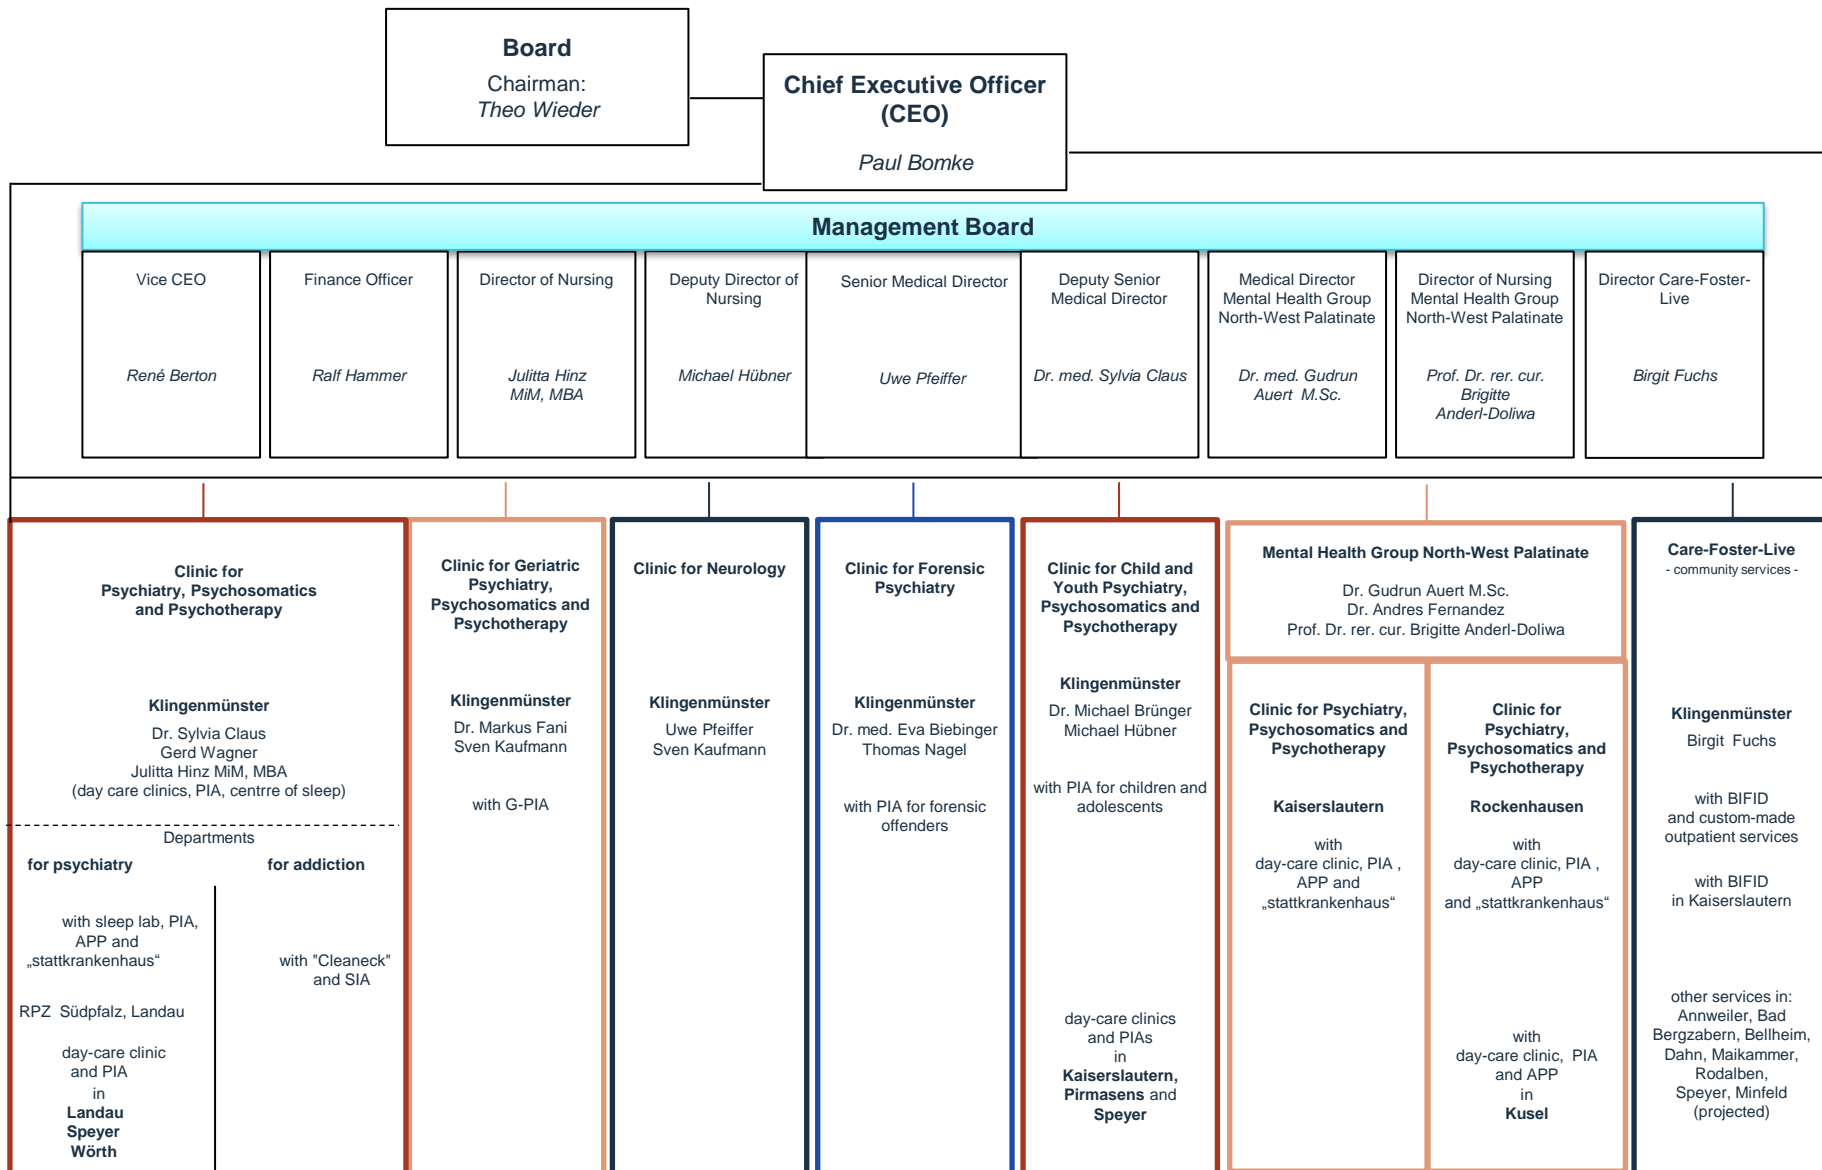 Board
Chairman:
Theo Wieder
Chief Executive Officer
(CEO)
Paul Bomke
Management Board
Vice CEO
René Berton
Finance Officer
Ralf Hammer
Director of Nursing
Julitta Hinz
MiM, MBA
Deputy Director of
Nursing
Michael Hübner
Senior Medical Director
Uwe Pfeiffer
Deputy Senior
Medical Director
Dr. med. Sylvia Claus
Medical Director
Mental Health Group
North-West Palatinate
Dr. med. Gudrun
Auert M.Sc.
Director of Nursing
Mental Health Group
North-West Palatinate
Prof. Dr. rer. cur.
Brigitte
Anderl-Doliwa
Director Care-Foster-
Live
Birgit Fuchs
Clinic for
Psychiatry, Psychosomatics
and Psychotherapy
Klingenmünster
Dr. Sylvia Claus
Gerd Wagner
Julitta Hinz MiM, MBA
(day care clinics, PIA, centrre of sleep)
Departments
for psychiatry
with sleep lab, PIA,
APP and
„stattkrankenhaus“
RPZ Südpfalz, Landau
day-care clinic
and PIA
in
Landau
Speyer
Wörth
for addiction
with "Cleaneck"
and SIA
Clinic for Geriatric
Psychiatry,
Psychosomatics and
Psychotherapy
Klingenmünster
Dr. Markus Fani
Sven Kaufmann
with G-PIA
Clinic for Neurology
Klingenmünster
Uwe Pfeiffer
Sven Kaufmann
Clinic for Forensic
Psychiatry
Klingenmünster
Dr. med. Eva Biebinger
Thomas Nagel
with PIA for forensic
offenders
Clinic for Child and
Youth Psychiatry,
Psychosomatics and
Psychotherapy
Klingenmünster
Dr. Michael Brünger
Michael Hübner
with PIA for children and
adolescents
day-care clinics
and PIAs
in
Kaiserslautern,
Pirmasens and
Speyer
Mental Health Group North-West Palatinate
Dr. Gudrun Auert M.Sc.
Dr. Andres Fernandez
Prof. Dr. rer. cur. Brigitte Anderl-Doliwa
Clinic for Psychiatry,
Psychosomatics and
Psychotherapy
Kaiserslautern
with
day-care clinic, PIA ,
APP and
„stattkrankenhaus“
Clinic for
Psychiatry,
Psychosomatics and
Psychotherapy
Rockenhausen
with
day-care clinic, PIA ,
APP
and „stattkrankenhaus“
with
day-care clinic, PIA
and APP
in
Kusel
Care-Foster-Live
- community services -
Klingenmünster
Birgit Fuchs
with BIFID
and custom-made
outpatient services
with BIFID
in Kaiserslautern
other services in:
Annweiler, Bad
Bergzabern, Bellheim,
Dahn, Maikammer,
Rodalben,
Speyer, Minfeld
(projected)